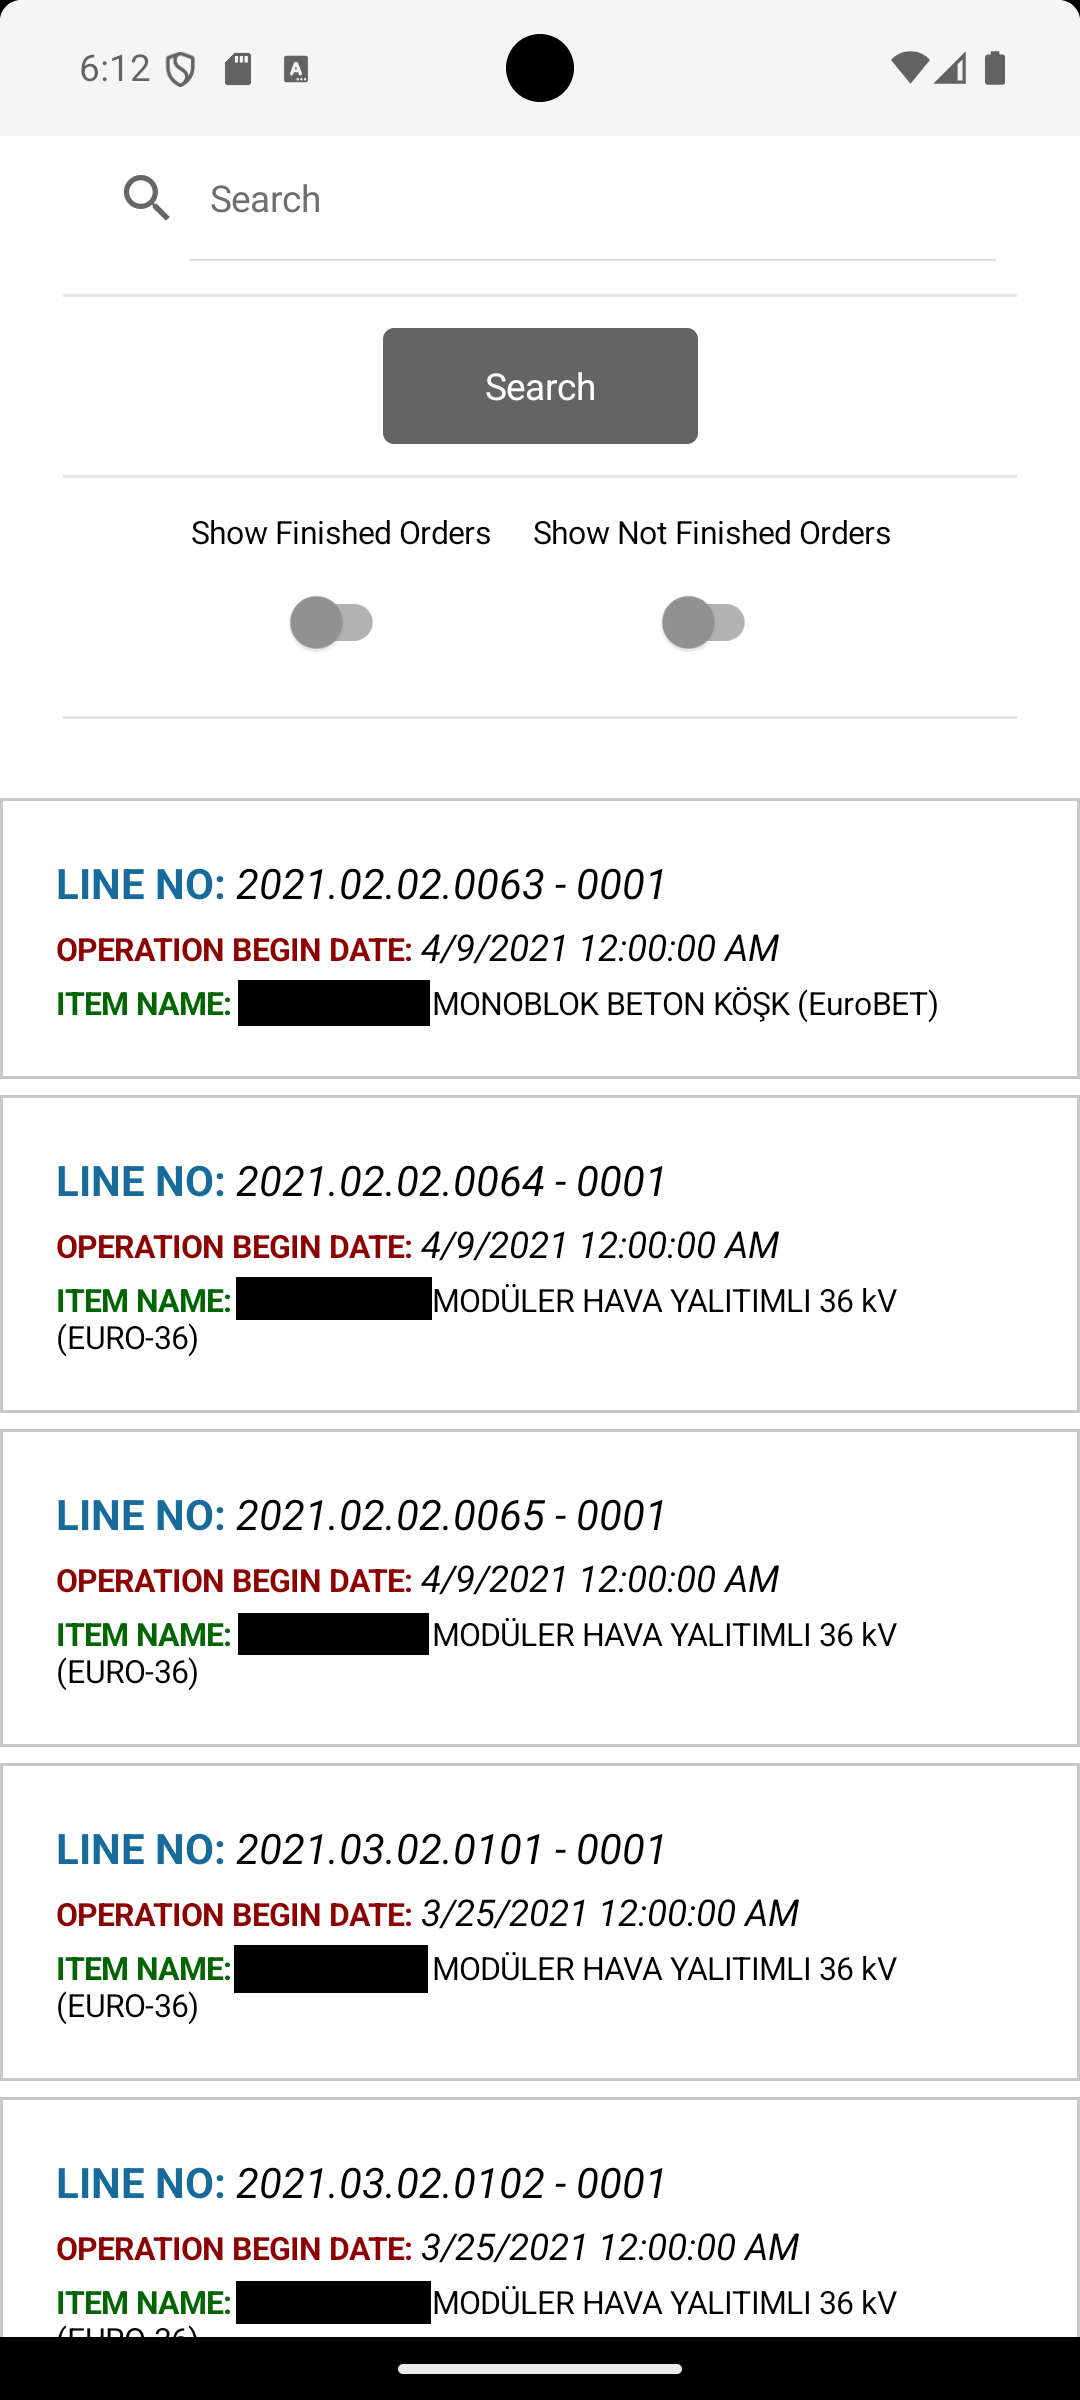 6:12
Search
Search
Show Finished Orders Show Not Finished Orders
LINE NO: 2021.02.02.0063 - 0001
OPERATION BEGIN DATE: 4/9/2021 12:00:00 AM
ITEM NAME: MONOBLOK BETON KÖŞK (EuroBET)
LINE NO: 2021.02.02.0064 - 0001
OPERATION BEGIN DATE: 4/9/2021 12:00:00 AM
ITEM NAME: MODÜLER HAVA YALITIMLI 36 kV
(EURO-36)
LINE NO: 2021.02.02.0065 - 0001
OPERATION BEGIN DATE: 4/9/2021 12:00:00 AM
ITEM NAME: MODÜLER HAVA YALITIMLI 36 kV
(EURO-36)
LINE NO: 2021.03.02.0101 - 0001
OPERATION BEGIN DATE: 3/25/2021 12:00:00 AM
ITEM NAME: MODÜLER HAVA YALITIMLI 36 kV
(EURO-36)
LINE NO: 2021.03.02.0102 - 0001
OPERATION BEGIN DATE: 3/25/2021 12:00:00 AM
ITEM NAME: MODÜLER HAVA YALITIMLI 36 kV